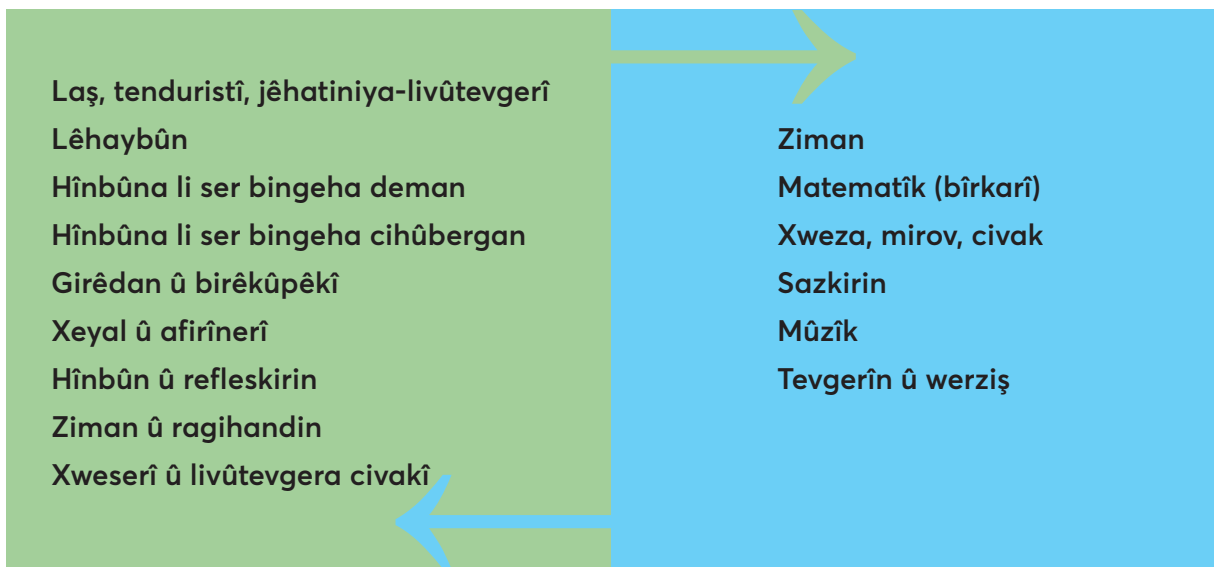 Laş, tenduristî, jêhatiniya-livûtevgerî
Lêhaybûn
Hînbûna li ser bingeha deman
Hînbûna li ser bingeha cihûbergan
Girêdan û birêkûpêkî
Xeyal û afirînerî
Hînbûn û refleskirin
Ziman û ragihandin
Xweserî û livûtevgera civakî
Ziman
Matematîk (bîrkarî)
Xweza, mirov, civak
Sazkirin
Mûzîk
Tevgerîn û werziş